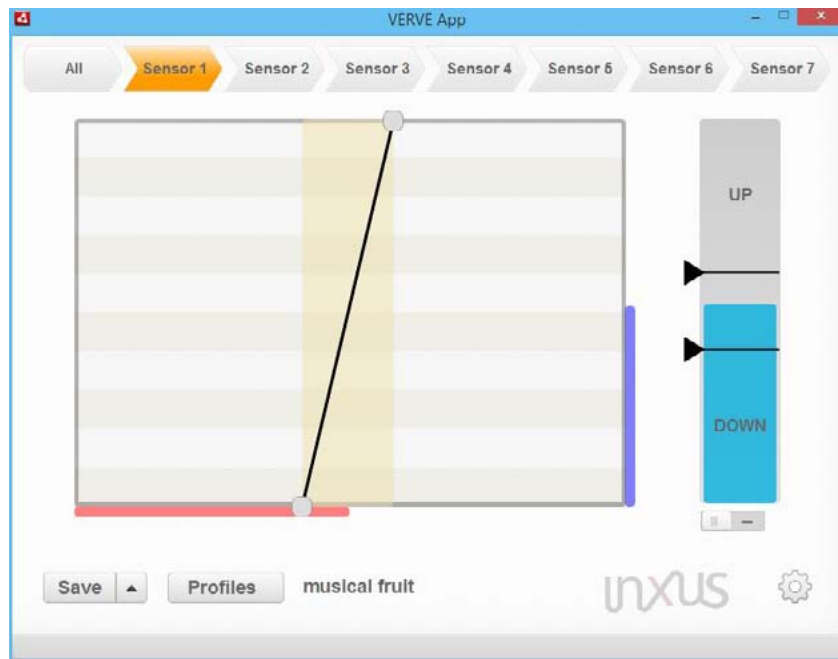 VERVE App
All Sensor 1 Sensor 2 Sensor 3 Sensor 4 Sensor 5 Sensor 6 Sensor 7
UP
DOWN
Save Profiles musical fruit inxus